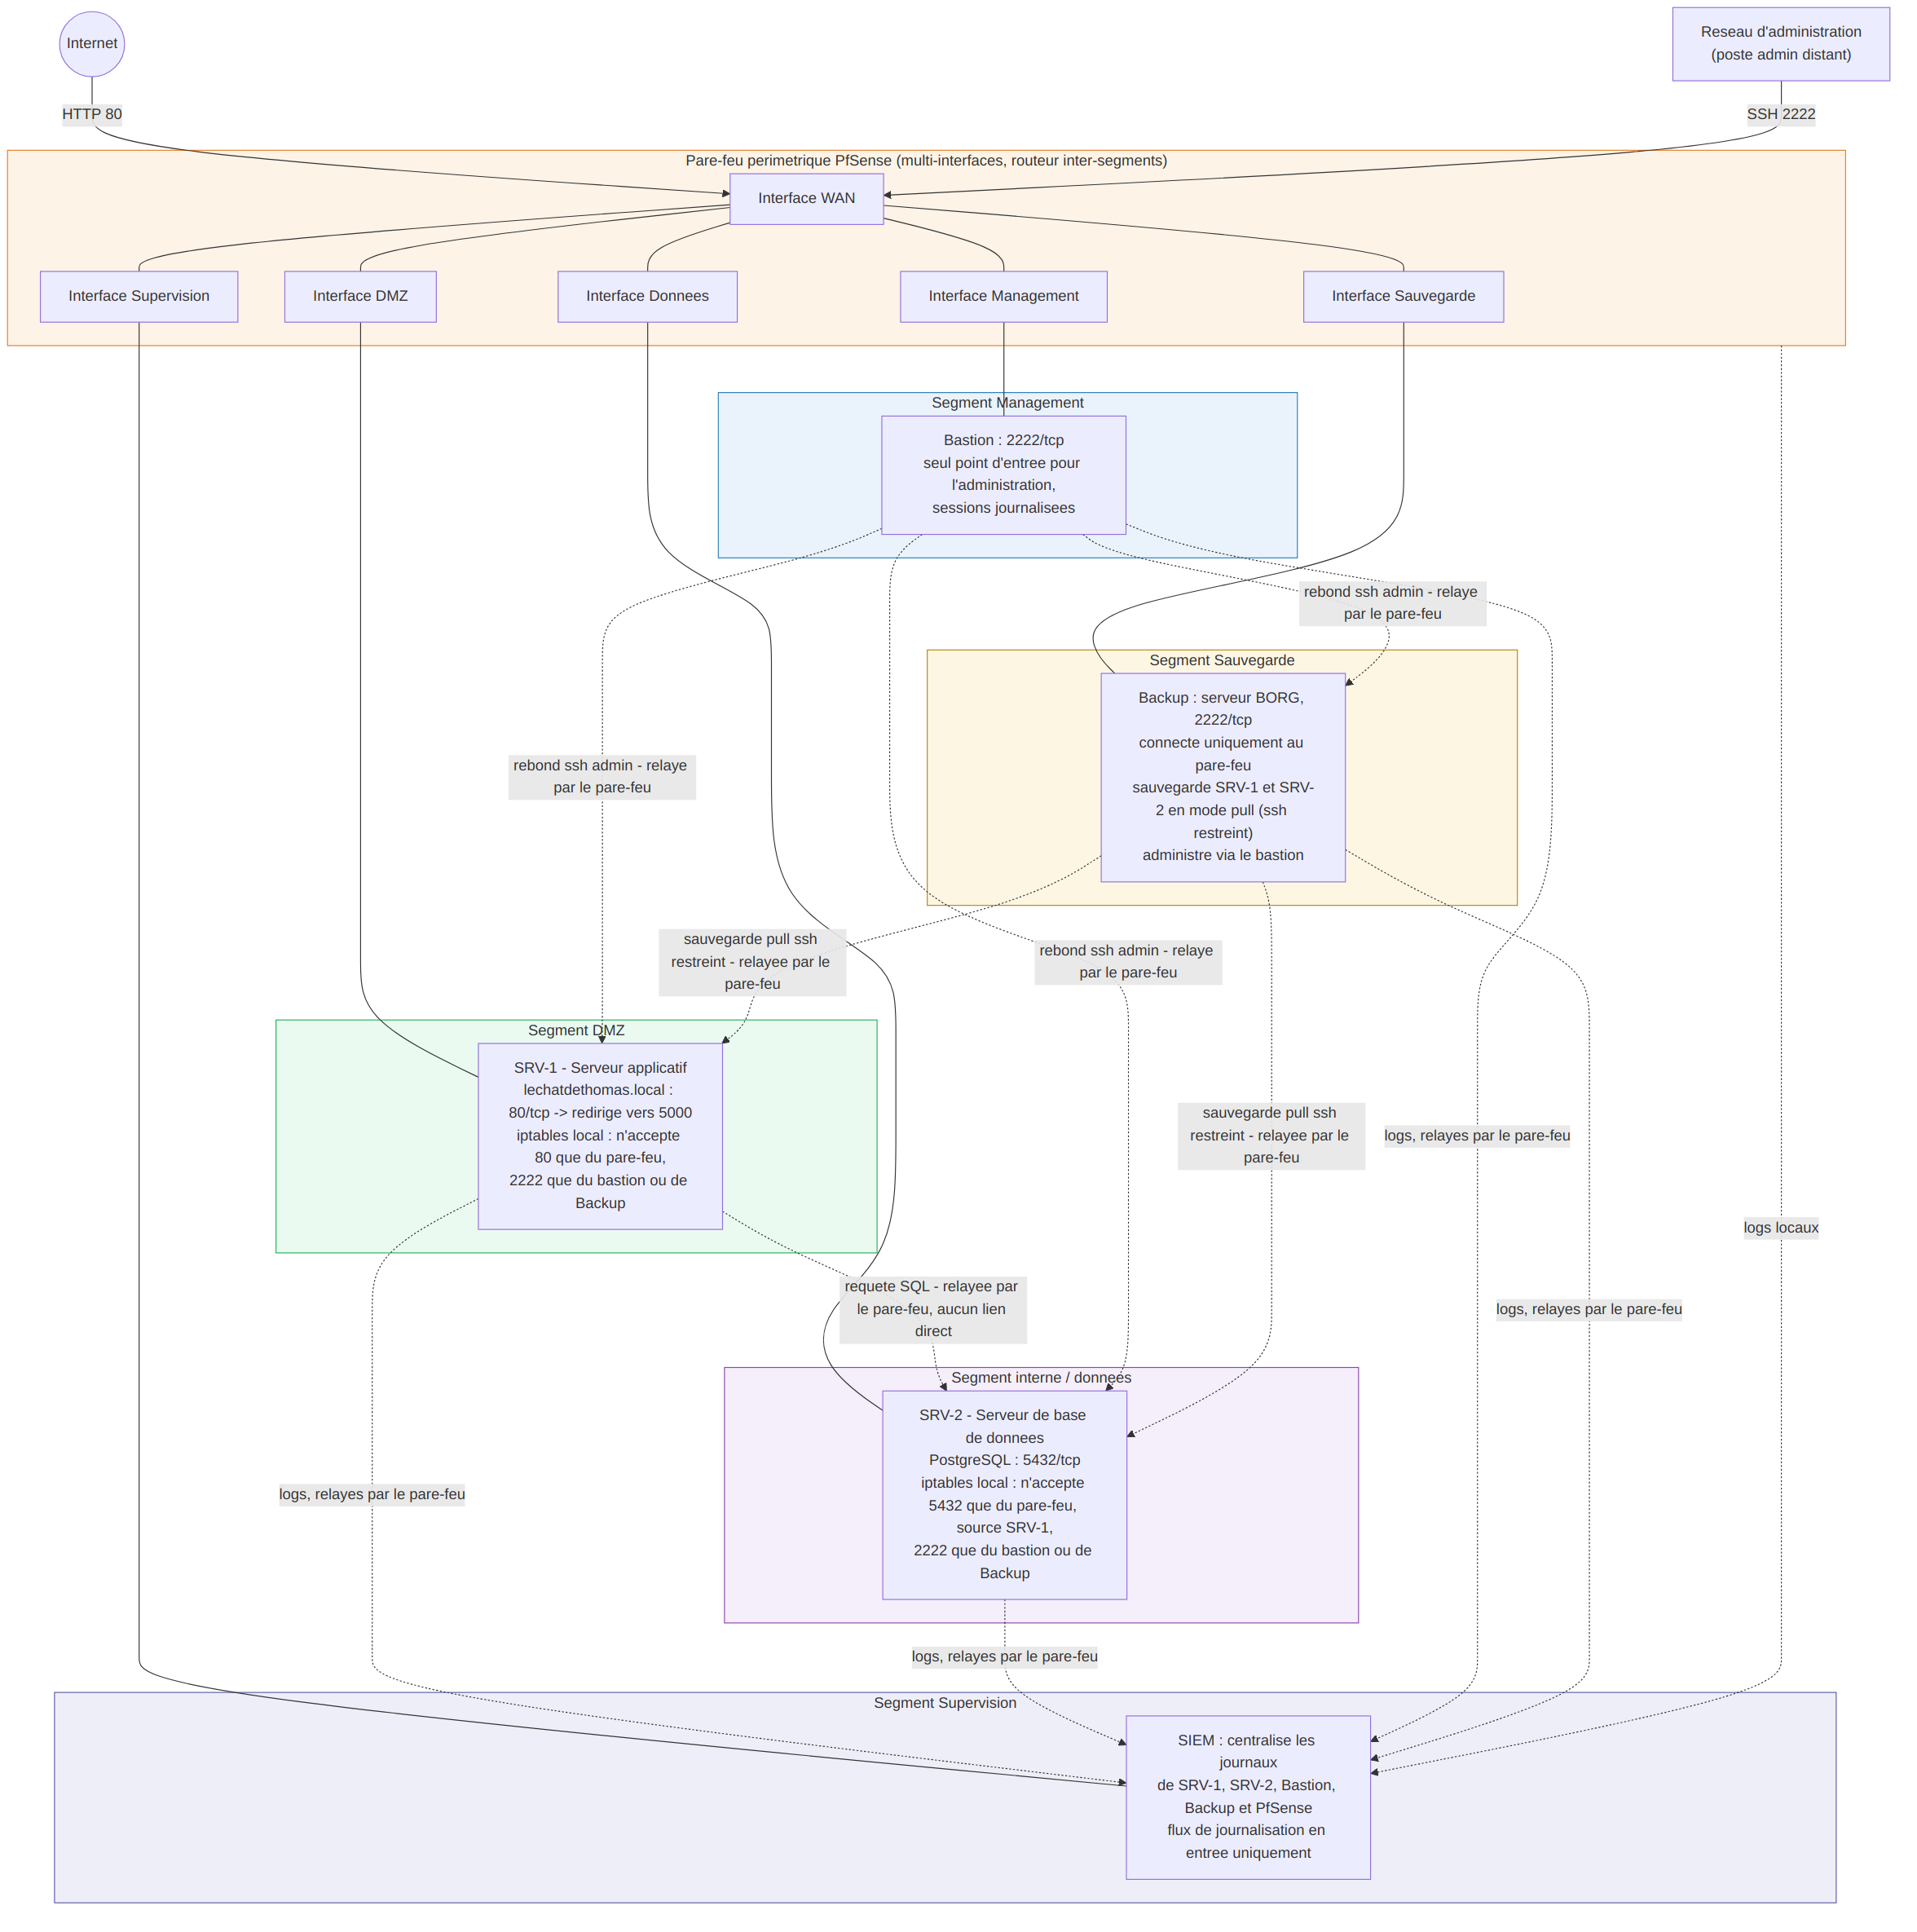 Internet
Reseau d'administration
(poste admin distant)
HTTP 80
SSH 2222
Pare-feu perimetrique PfSense (multi-interfaces, routeur inter-segments)
Interface WAN
Interface Supervision
Interface DMZ
Interface Donnees
Interface Management
Interface Sauvegarde
Segment Management
Bastion : 2222/tcp
seul point d'entree pour
l'administration,
sessions journalisees
rebond ssh admin - relaye
par le pare-feu
Segment Sauvegarde
Backup : serveur BORG,
2222/tcp
connecte uniquement au
pare-feu
sauvegarde SRV-1 et SRV-
2 en mode pull (ssh
restreint)
administre via le bastion
rebond ssh admin - relaye
par le pare-feu
sauvegarde pull ssh
restreint - relayee par le
pare-feu
rebond ssh admin - relaye
par le pare-feu
Segment DMZ
SRV-1 - Serveur applicatif
lechatdethomas.local :
80/tcp -> redirige vers 5000
iptables local : n'accepte
80 que du pare-feu,
2222 que du bastion ou de
Backup
sauvegarde pull ssh
restreint - relayee par le
pare-feu
logs, relayes par le pare-feu
logs locaux
requete SQL - relayee par
le pare-feu, aucun lien
direct
logs, relayes par le pare-feu
Segment interne / donnees
SRV-2 - Serveur de base
de donnees
PostgreSQL : 5432/tcp
iptables local : n'accepte
5432 que du pare-feu,
source SRV-1,
2222 que du bastion ou de
Backup
logs, relayes par le pare-feu
logs, relayes par le pare-feu
Segment Supervision
SIEM : centralise les
journaux
de SRV-1, SRV-2, Bastion,
Backup et PfSense
flux de journalisation en
entree uniquement